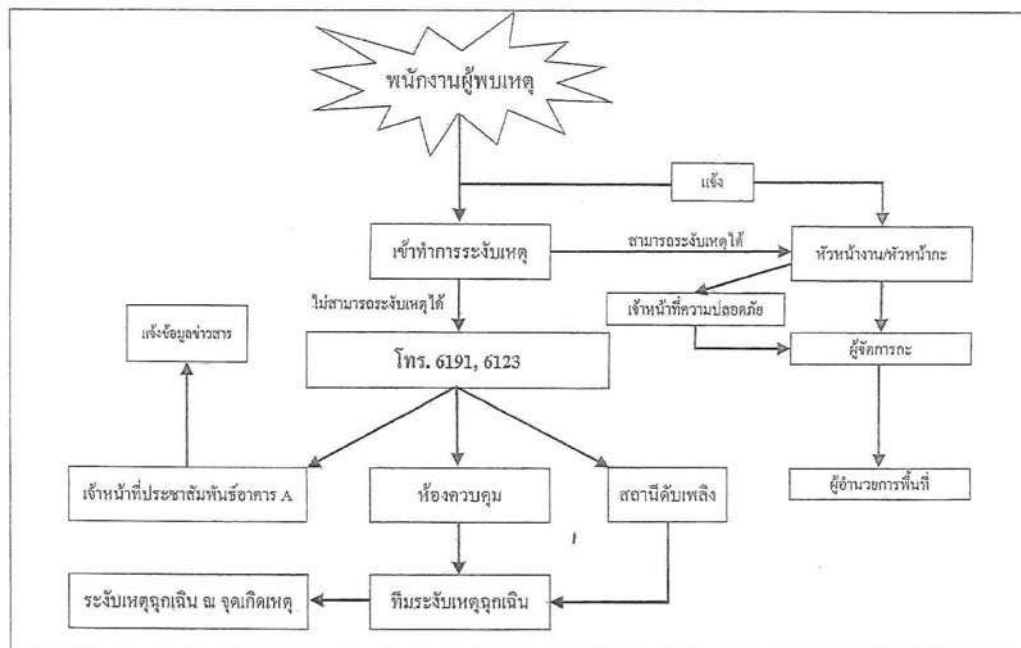 พนักงานผู้พบเหตุ
แจ้ง
เข้าทำการระงับเหตุ
สามารถระงับเหตุได้
หัวหน้างาน/หัวหน้ากะ
ไม่สามารถระงับเหตุได้
เจ้าหน้าที่ความปลอดภัย
แจ้งข้อมูลข่าวสาร
โทร. 6191, 6123
ผู้จัดการกะ
เจ้าหน้าที่ประชาสัมพันธ์อาคาร A
ห้องควบคุม
สถานีดับเพลิง
ผู้อำนวยการพื้นที่
ระงับเหตุฉุกเฉิน ณ จุดเกิดเหตุ
ทีมระงับเหตุฉุกเฉิน